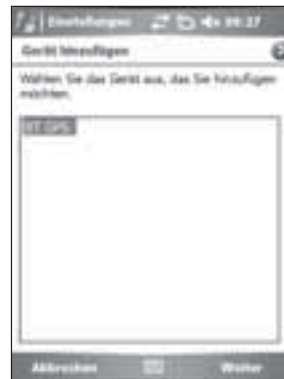 Einstellungen 09:37
Gerät hinzufügen
Wählen Sie das Gerät aus, das Sie hinzufügen
möchten.
BT GPS
Abbrechen Weiter